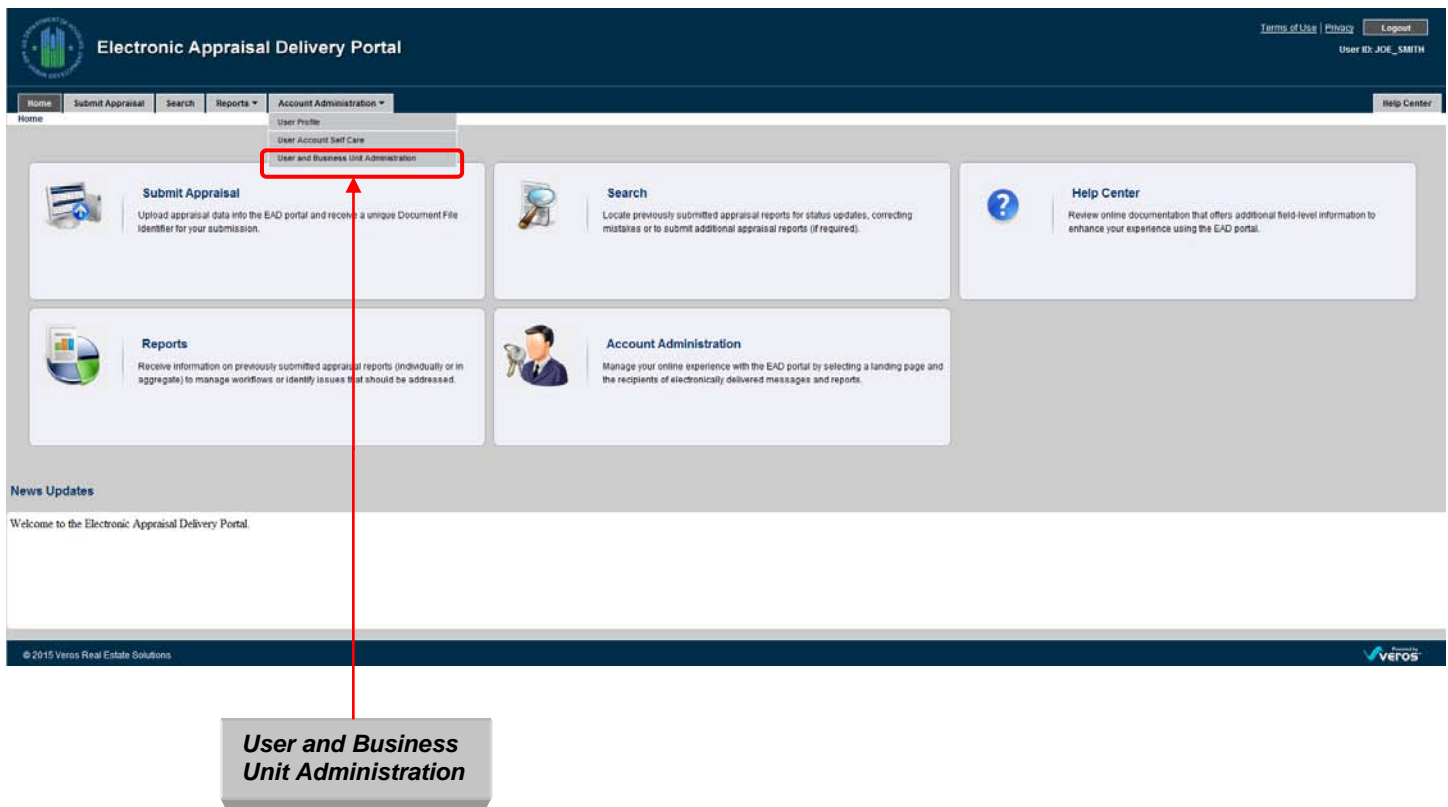 Terms of Use | Privacy Logout
Electronic Appraisal Delivery Portal
User ID: JOE_SMITH
Home Submit Appraisal Search Reports Account Administration Help Center
Home
User Profile
User Account Self Care
User and Business Unit Administration
Submit Appraisal
Upload appraisal data into the EAD portal and receive a unique Document File
Identifier for your submission.
Search
Locate previously submitted appraisal reports for status updates, correcting
mistakes or to submit additional appraisal reports (if required).
Help Center
Review online documentation that offers additional field-level information to
enhance your experience using the EAD portal.
Reports
Receive information on previously submitted appraisal reports (individually or in
aggregate) to manage workflows or identify issues that should be addressed.
Account Administration
Manage your online experience with the EAD portal by selecting a landing page and
the recipients of electronically delivered messages and reports.
News Updates
Welcome to the Electronic Appraisal Delivery Portal.
© 2015 Veros Real Estate Solutions
Powered by
veros
User and Business
Unit Administration